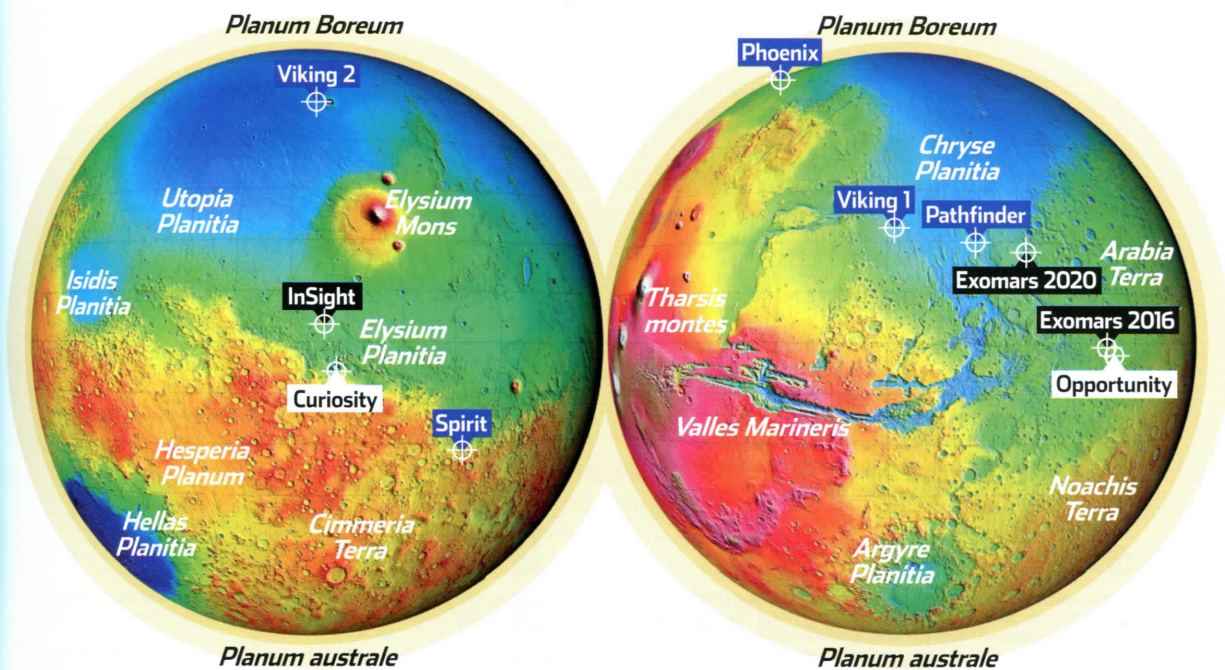 Planum Boreum
Viking 2
Utopia
Planitia
Elysium
Mons
Isidis
Planitia
InSight
Elysium
Planitia
Curiosity
Spirit
Hesperia
Planum
Hellas
Planitia
Cimmeria
Terra
Planum australe
Planum Boreum
Phoenix
Chryse
Planitia
Viking 1
Pathfinder
Arabia
Terra
Exomars 2020
Tharsis
montes
Exomars 2016
Opportunity
Valles Marineris
Noachis
Terra
Argyre
Planitia
Planum australe